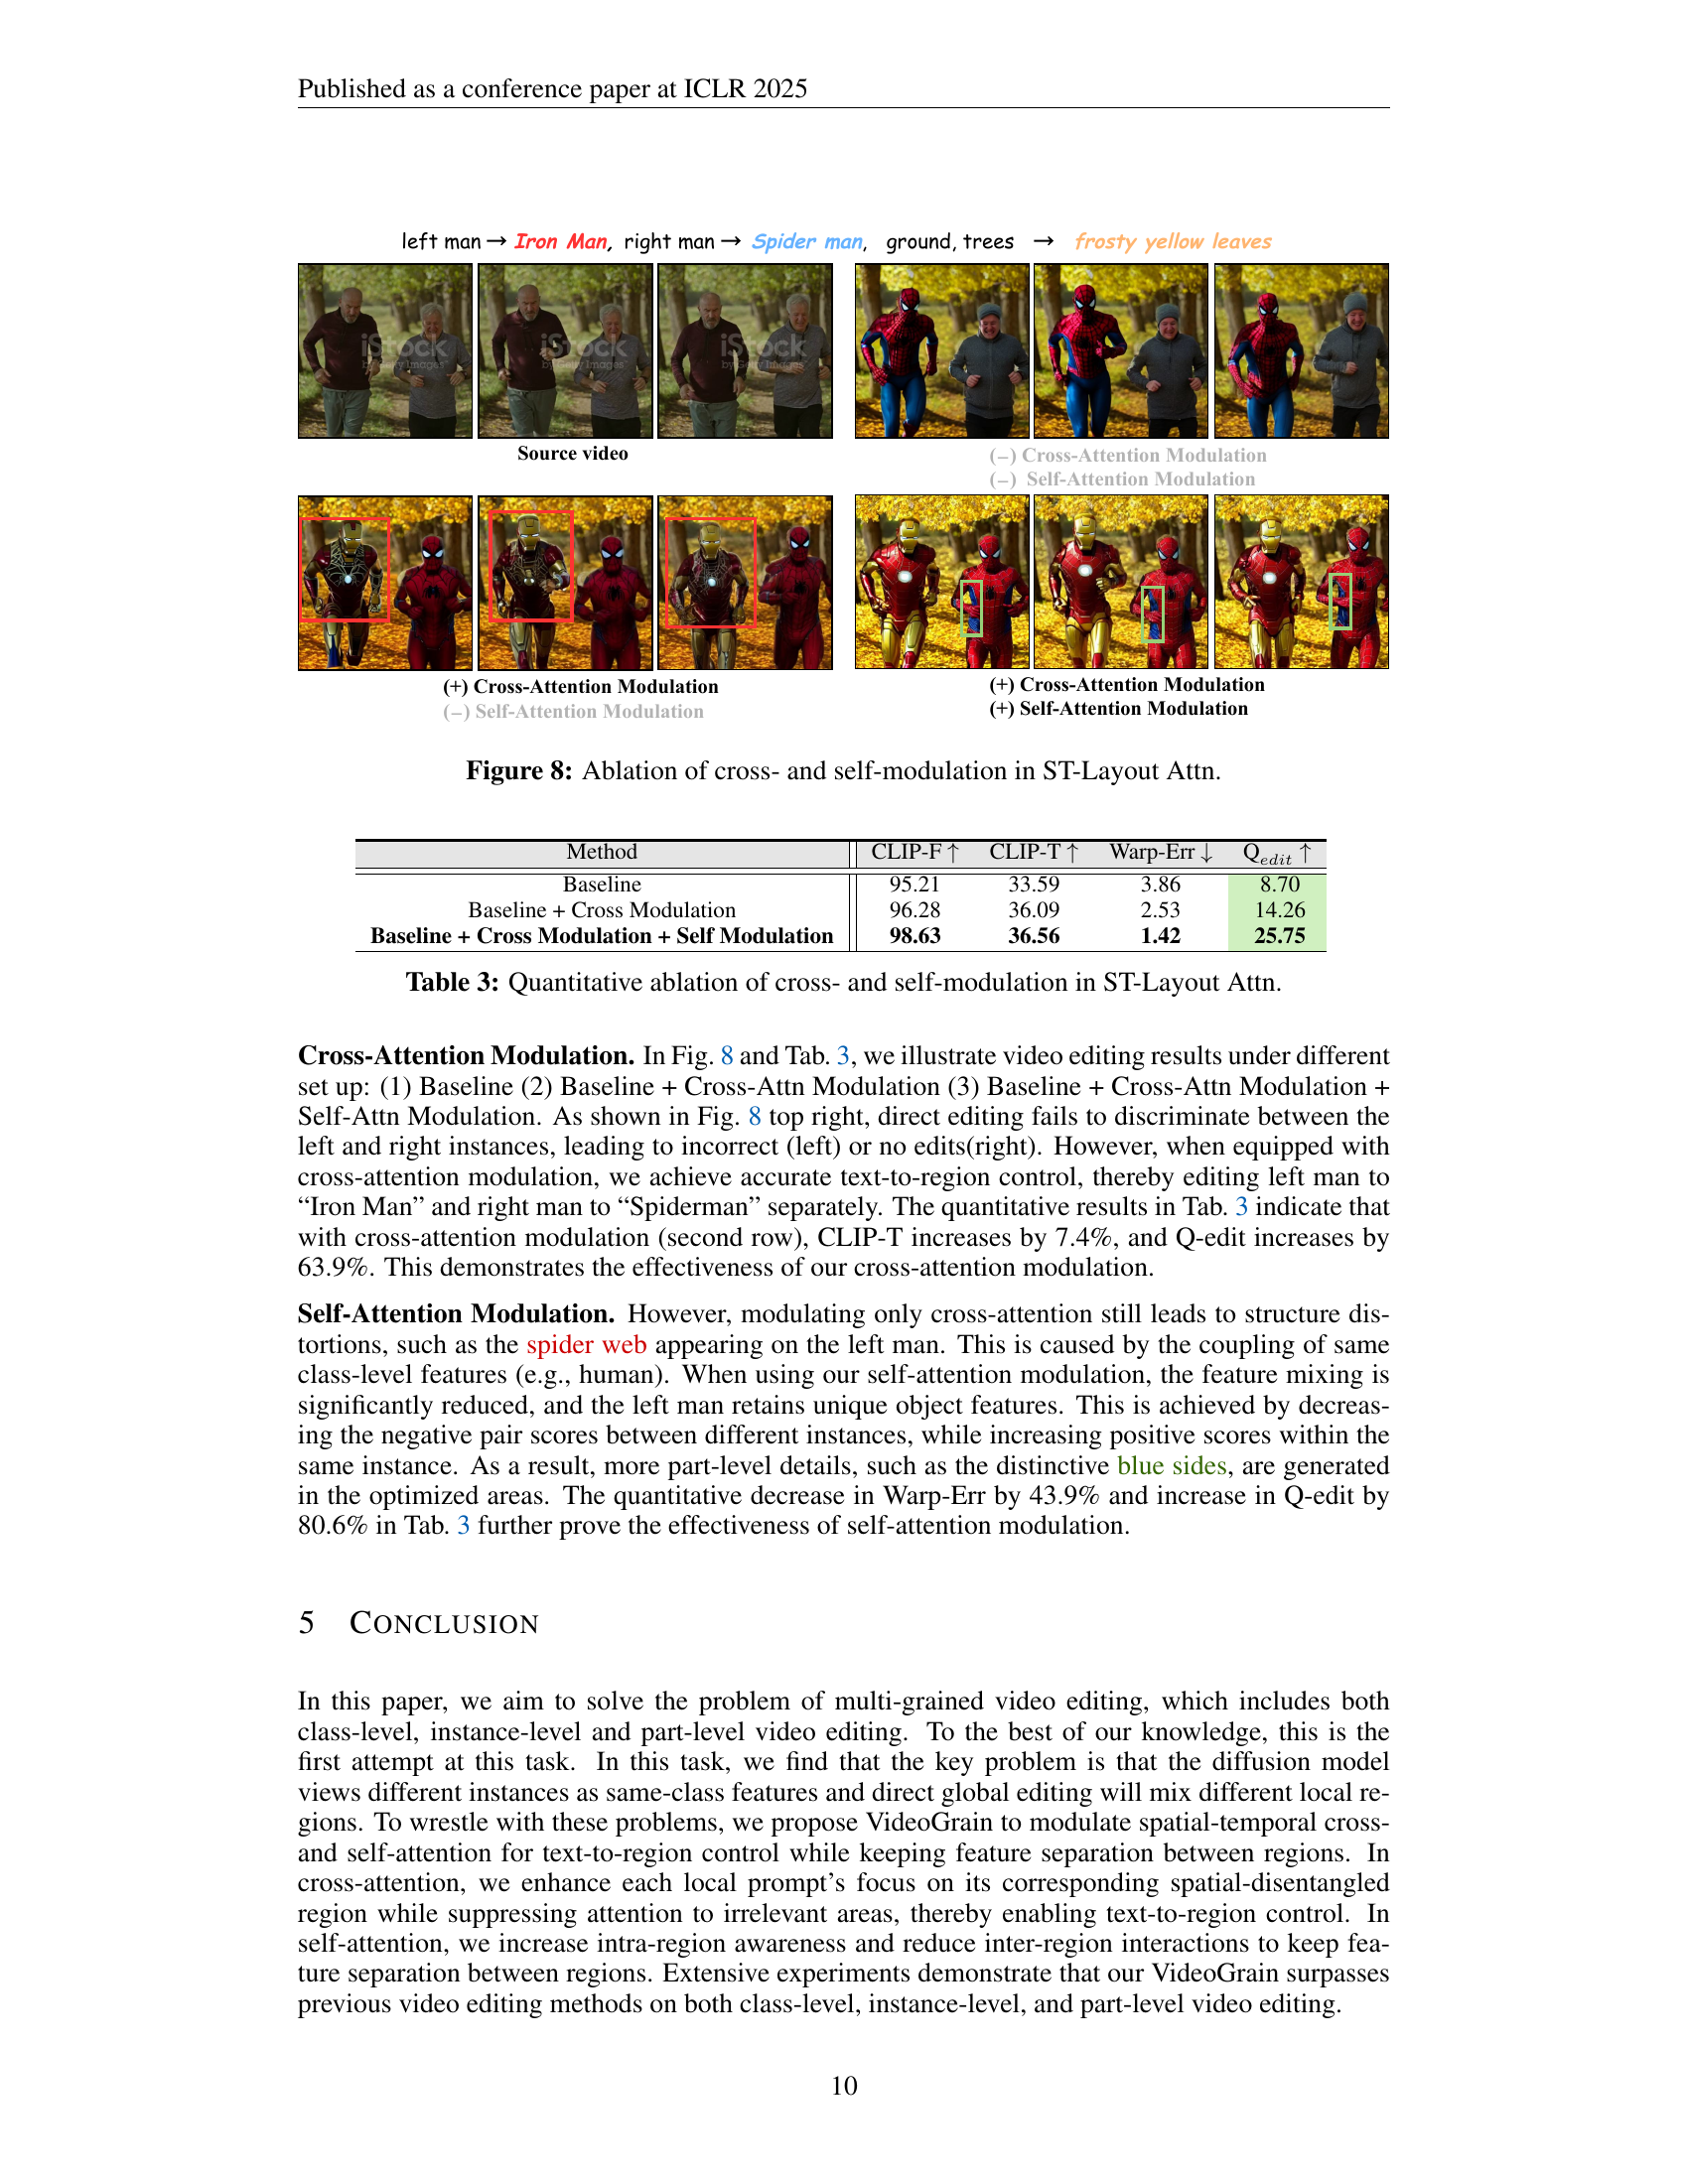 Published as a conference paper at ICLR 2025
left man → Iron Man, right man → Spider man, ground, trees → frosty yellow leaves
iStock
by Getty Images
iStock
by Getty Images
iStock
by Getty Images
Source video
(−) Cross-Attention Modulation
(−) Self-Attention Modulation
(+) Cross-Attention Modulation
(−) Self-Attention Modulation
(+) Cross-Attention Modulation
(+) Self-Attention Modulation
Figure 8: Ablation of cross- and self-modulation in ST-Layout Attn.
Method CLIP-F ↑ CLIP-T ↑ Warp-Err ↓ Qedit ↑
Baseline 95.21 33.59 3.86 8.70
Baseline + Cross Modulation 96.28 36.09 2.53 14.26
Baseline + Cross Modulation + Self Modulation 98.63 36.56 1.42 25.75
Table 3: Quantitative ablation of cross- and self-modulation in ST-Layout Attn.
Cross-Attention Modulation. In Fig. 8 and Tab. 3, we illustrate video editing results under different
set up: (1) Baseline (2) Baseline + Cross-Attn Modulation (3) Baseline + Cross-Attn Modulation +
Self-Attn Modulation. As shown in Fig. 8 top right, direct editing fails to discriminate between the
left and right instances, leading to incorrect (left) or no edits(right). However, when equipped with
cross-attention modulation, we achieve accurate text-to-region control, thereby editing left man to
“Iron Man” and right man to “Spiderman” separately. The quantitative results in Tab. 3 indicate that
with cross-attention modulation (second row), CLIP-T increases by 7.4%, and Q-edit increases by
63.9%. This demonstrates the effectiveness of our cross-attention modulation.
Self-Attention Modulation. However, modulating only cross-attention still leads to structure dis-
tortions, such as the spider web appearing on the left man. This is caused by the coupling of same
class-level features (e.g., human). When using our self-attention modulation, the feature mixing is
significantly reduced, and the left man retains unique object features. This is achieved by decreas-
ing the negative pair scores between different instances, while increasing positive scores within the
same instance. As a result, more part-level details, such as the distinctive blue sides, are generated
in the optimized areas. The quantitative decrease in Warp-Err by 43.9% and increase in Q-edit by
80.6% in Tab. 3 further prove the effectiveness of self-attention modulation.
5 CONCLUSION
In this paper, we aim to solve the problem of multi-grained video editing, which includes both
class-level, instance-level and part-level video editing. To the best of our knowledge, this is the
first attempt at this task. In this task, we find that the key problem is that the diffusion model
views different instances as same-class features and direct global editing will mix different local re-
gions. To wrestle with these problems, we propose VideoGrain to modulate spatial-temporal cross-
and self-attention for text-to-region control while keeping feature separation between regions. In
cross-attention, we enhance each local prompt’s focus on its corresponding spatial-disentangled
region while suppressing attention to irrelevant areas, thereby enabling text-to-region control. In
self-attention, we increase intra-region awareness and reduce inter-region interactions to keep fea-
ture separation between regions. Extensive experiments demonstrate that our VideoGrain surpasses
previous video editing methods on both class-level, instance-level, and part-level video editing.
10